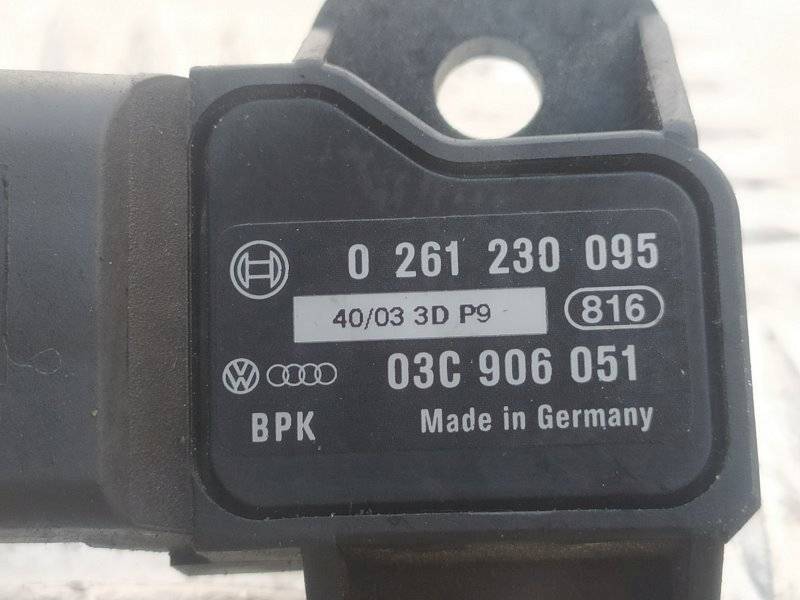 0 261 230 095
40/03 3D P9 816
03C 906 051
BPK Made in Germany